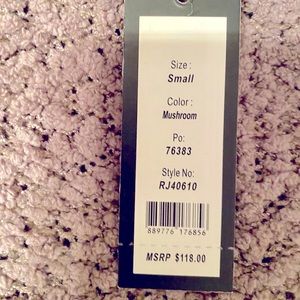 Size :
Small
Color :
Mushroom
Po:
76383
Style No:
RJ40610
889776 176856
MSRP $118.00